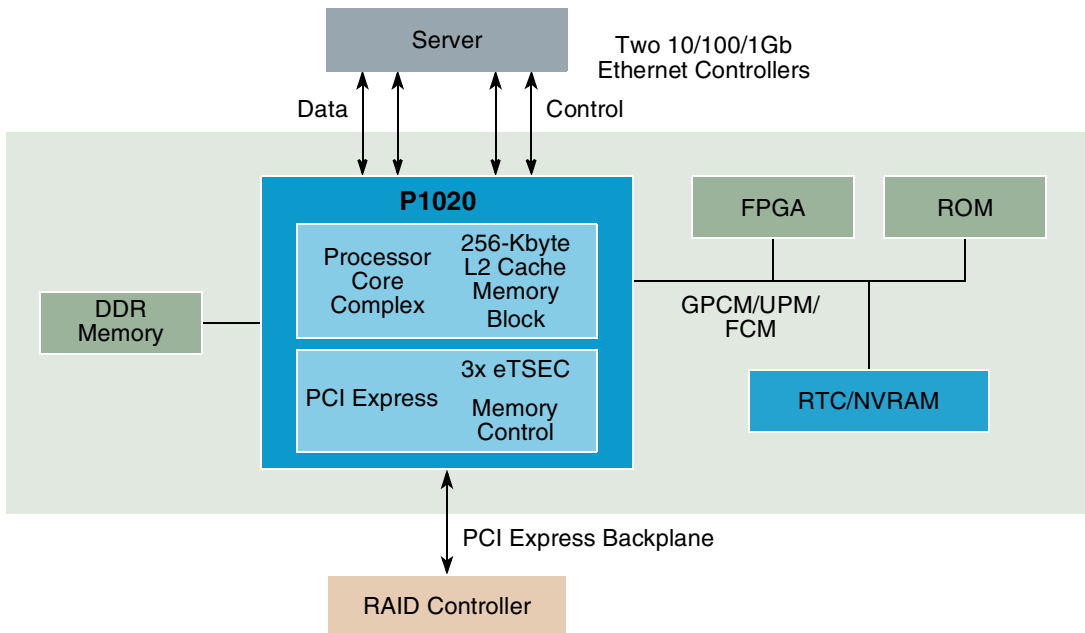 Server
Two 10/100/1Gb
Ethernet Controllers
Data
Control
P1020
Processor
Core
Complex
256-Kbyte
L2 Cache
Memory
Block
PCI Express
3x eTSEC
Memory
Control
DDR
Memory
FPGA
ROM
GPCM/UPM/
FCM
RTC/NVRAM
PCI Express Backplane
RAID Controller